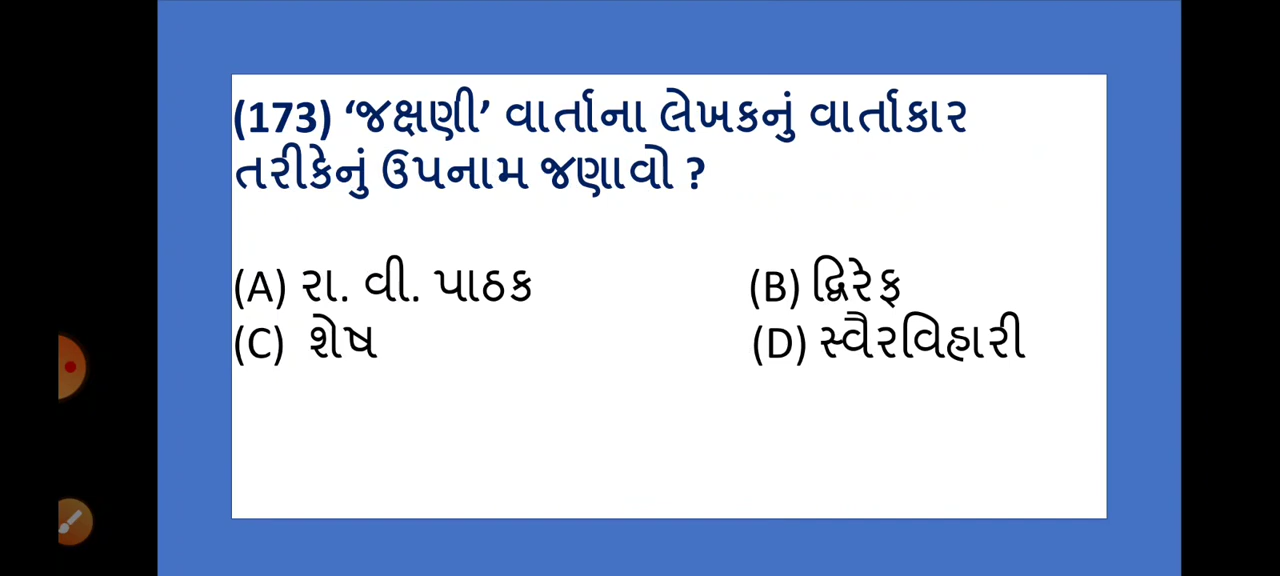 (173) ‘જક્ષણી’ વાર્તાના લેખકનું વાર્તાકાર
તરીકેનું ઉપનામ જણાવો ?
(A) રા. વી. પાઠક (B) દ્વિરેફ
(C) શેષ (D) સ્વૈરવિહારી